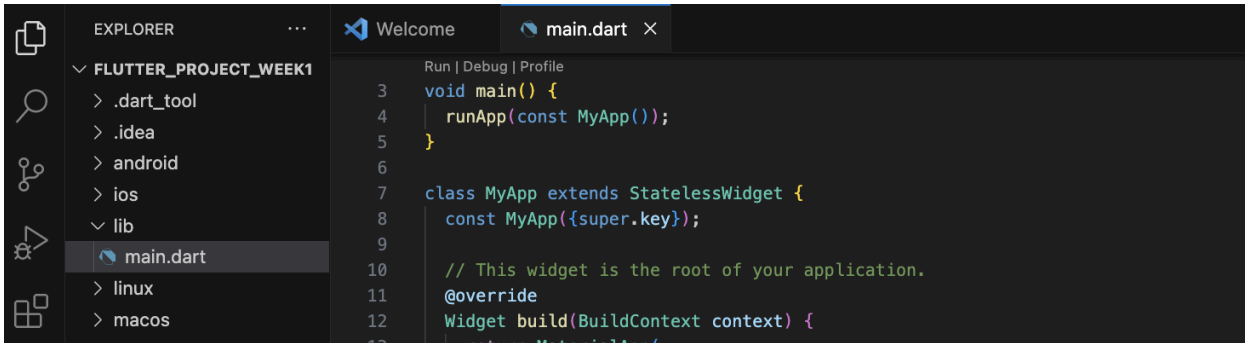 EXPLORER ...
FLUTTER_PROJECT_WEEK1
.dart_tool
.idea
android
ios
lib
main.dart
linux
macos
Welcome
main.dart
Run | Debug | Profile
3 void main() {
4 runApp(const MyApp());
5 }
6
7 class MyApp extends StatelessWidget {
8 const MyApp({super.key});
9
10 // This widget is the root of your application.
11 @override
12 Widget build(BuildContext context) {